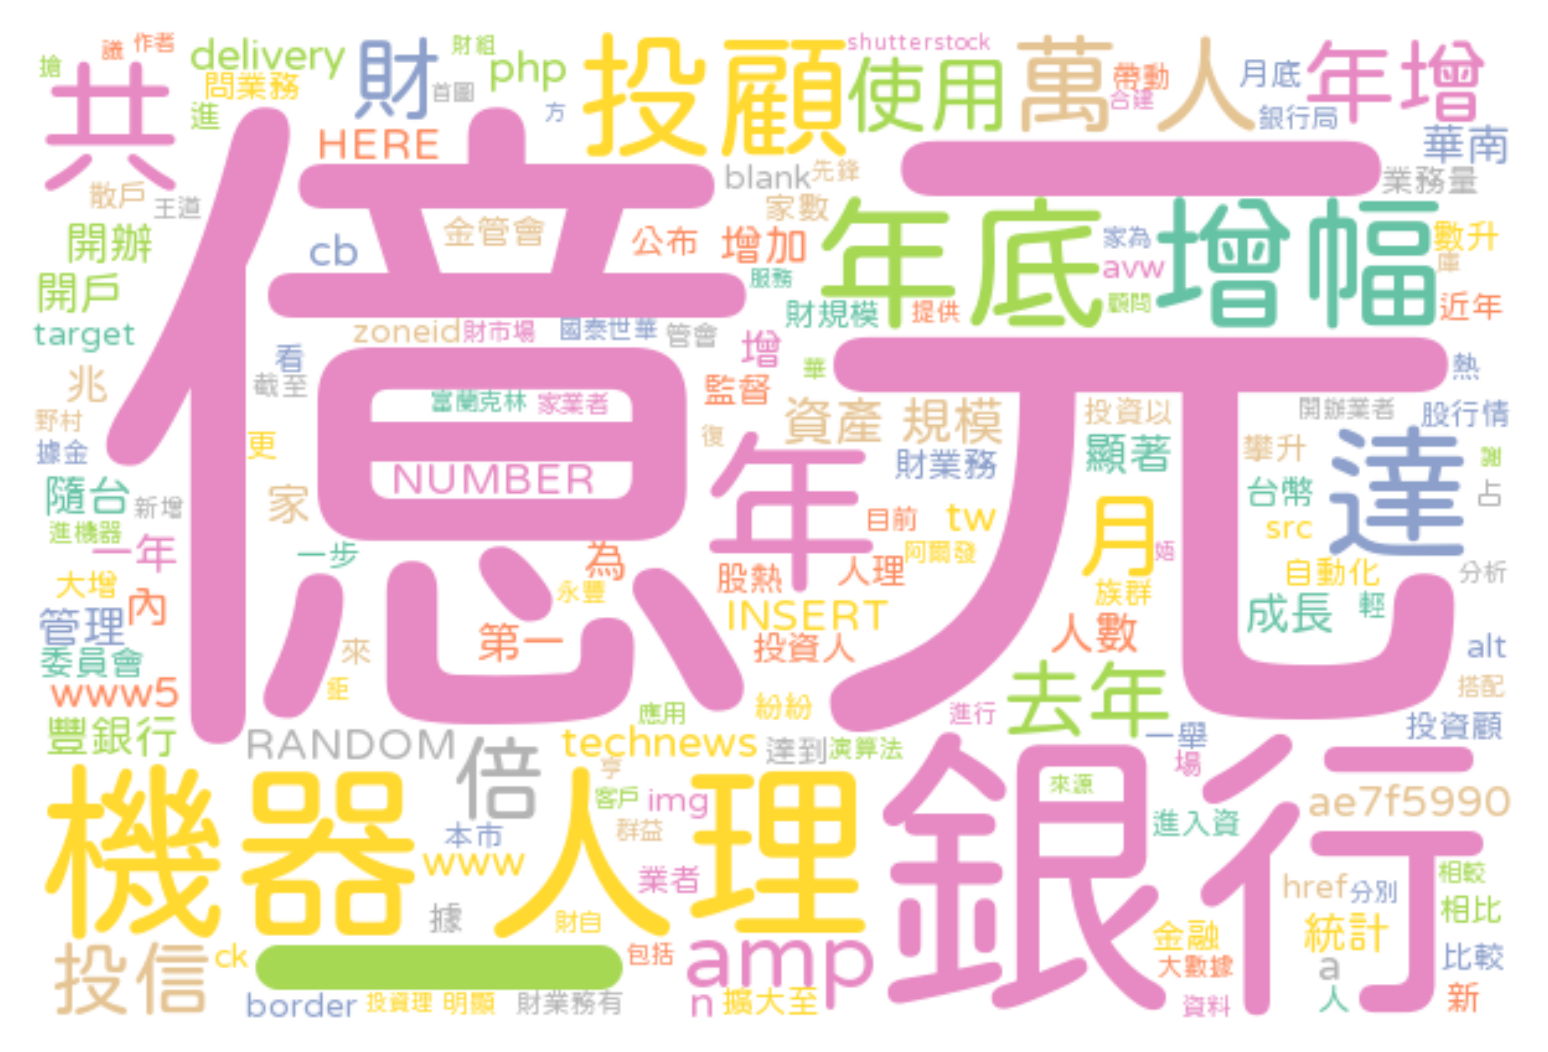 搶
議
作者
共
delivery
問業務
進
財
首圖
財組
php
方
HERE
投顧
shutterstock
使用
萬人
帶動
合建
月底
銀行局
年增
華南
業務量
散戶
王道
億元
blank
先鋒
家數
開辦
開戶
target
cb
金管會
公布
增加
服務
年底
家為
avw
顧問
增幅
數升
庫
近年
zoneid
財市場
國泰世華
管會
財規模
提供
增
華
熱
看
截至
兆
野村
據金
富蘭克林
家業者
監督
復
資產
規模
投資以
開辦業者
股行情
更
NUMBER
年
財業務
顯著
攀升
達
謝
占
隨台
新增
進機器
一年
家
目前
tw
月
婄
台幣
src
一步
為
股熱
人理
阿爾發
族群
自動化
分析
大增
內
管理
永豐
INSERT
人數
成長
輕
委員會
來
第一
投資人
alt
www5
鉅
去年
搭配
豐銀行
應用
紛紛
進行
投資顧
RANDOM
倍
technews
達到
演算法
一舉
場
機器人理
亨
客戶
img
銀行
來源
ae7f5990
本市
群益
進入資
www
業者
相較
href
分別
據
財自
相比
投信
ck
一
包括
amp
金融
統計
大數據
a
比較
border
投資理
明顯
財業務有
n
擴大至
資料
人
新